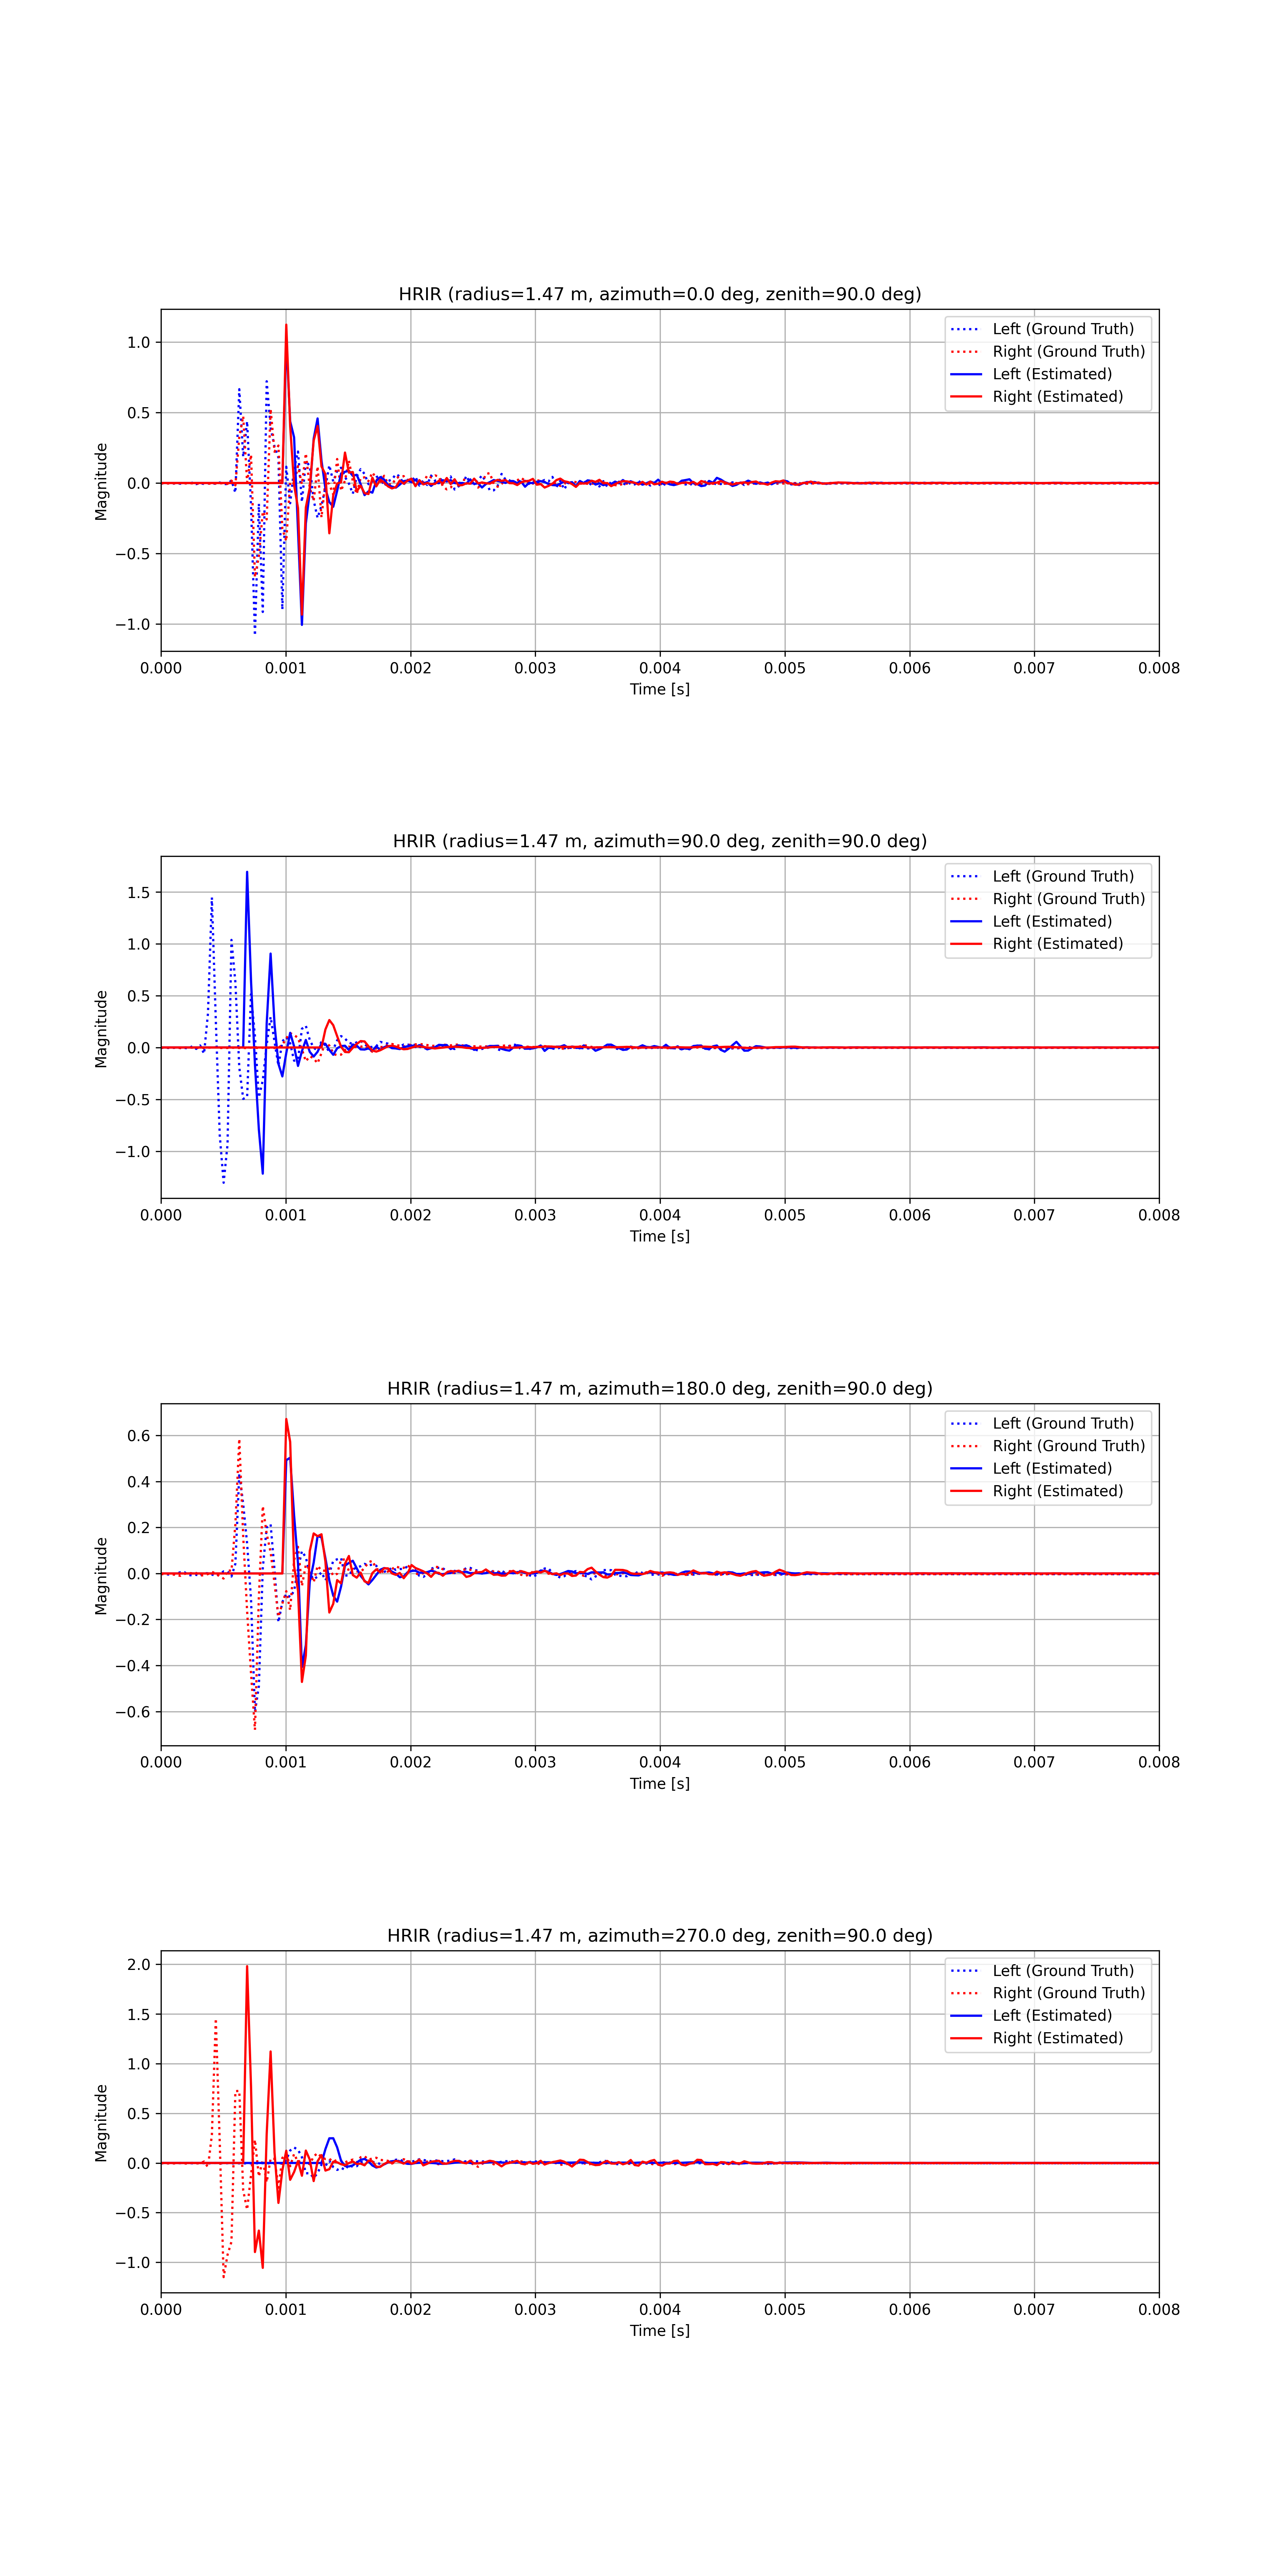 HRIR (radius=1.47 m, azimuth=0.0 deg, zenith=90.0 deg)
Left (Ground Truth)
Right (Ground Truth)
Left (Estimated)
Right (Estimated)
Magnitude
1.0
0.5
0.0
−0.5
−1.0
0.000 0.001 0.002 0.003 0.004 0.005 0.006 0.007 0.008
Time [s]
HRIR (radius=1.47 m, azimuth=90.0 deg, zenith=90.0 deg)
Left (Ground Truth)
Right (Ground Truth)
Left (Estimated)
Right (Estimated)
Magnitude
1.5
1.0
0.5
0.0
−0.5
−1.0
0.000 0.001 0.002 0.003 0.004 0.005 0.006 0.007 0.008
Time [s]
HRIR (radius=1.47 m, azimuth=180.0 deg, zenith=90.0 deg)
Left (Ground Truth)
Right (Ground Truth)
Left (Estimated)
Right (Estimated)
Magnitude
0.6
0.4
0.2
0.0
−0.2
−0.4
−0.6
0.000 0.001 0.002 0.003 0.004 0.005 0.006 0.007 0.008
Time [s]
HRIR (radius=1.47 m, azimuth=270.0 deg, zenith=90.0 deg)
Left (Ground Truth)
Right (Ground Truth)
Left (Estimated)
Right (Estimated)
Magnitude
2.0
1.5
1.0
0.5
0.0
−0.5
−1.0
0.000 0.001 0.002 0.003 0.004 0.005 0.006 0.007 0.008
Time [s]